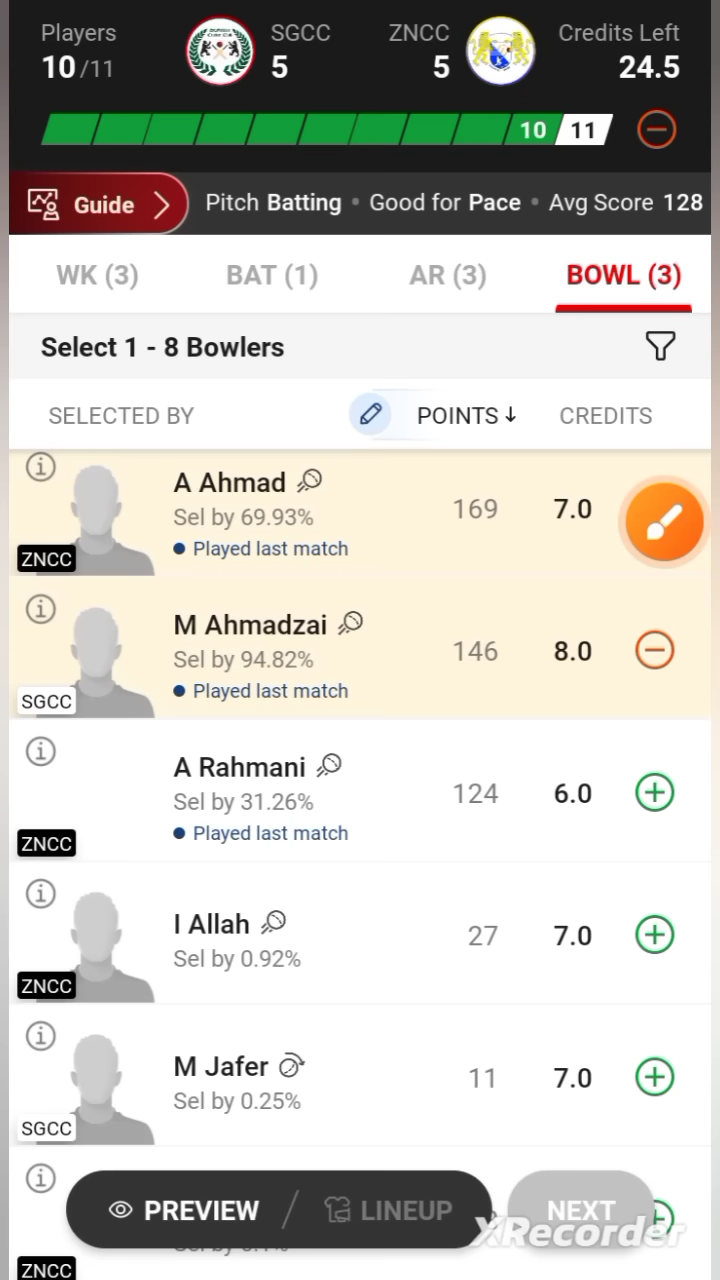 Players SGCC ZNCC Credits Left
10/11 5 5 24.5
10 11
Guide Pitch Batting • Good for Pace • Avg Score 128
WK (3) BAT (1) AR (3) BOWL (3)
Select 1 - 8 Bowlers
SELECTED BY POINTS↓ CREDITS
A Ahmad
Sel by 69.93% 169 7.0
Played last match
ZNCC
M Ahmadzai
Sel by 94.82% 146 8.0
Played last match
SGCC
A Rahmani
Sel by 31.26% 124 6.0
Played last match
ZNCC
I Allah
Sel by 0.92% 27 7.0
ZNCC
M Jafer
Sel by 0.25% 11 7.0
SGCC
PREVIEW / LINEUP NEXT
XRecorder
ZNCC